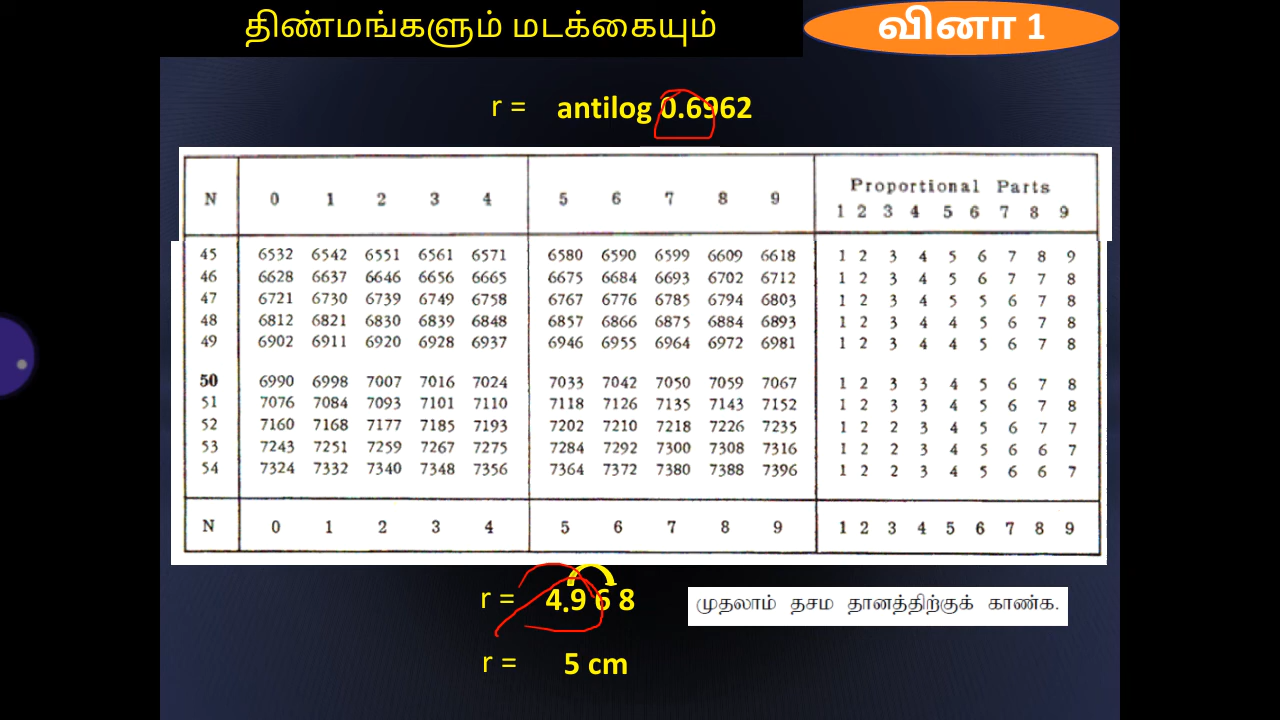 திண்மங்களும் மடக்கையும்
வினா 1
r = antilog 0.6962
N 0 1 2 3 4 5 6 7 8 9 Proportional Parts
1 2 3 4 5 6 7 8 9
45 6532 6542 6551 6561 6571 6580 6590 6599 6609 6618 1 2 3 4 5 6 7 8 9
46 6628 6637 6646 6656 6665 6675 6684 6693 6702 6712 1 2 3 4 5 6 7 7 8
47 6721 6730 6739 6749 6758 6767 6776 6785 6794 6803 1 2 3 4 5 5 6 7 8
48 6812 6821 6830 6839 6848 6857 6866 6875 6884 6893 1 2 3 4 4 5 6 7 8
49 6902 6911 6920 6928 6937 6946 6955 6964 6972 6981 1 2 3 4 4 5 6 7 8
50 6990 6998 7007 7016 7024 7033 7042 7050 7059 7067 1 2 3 3 4 5 6 7 8
51 7076 7084 7093 7101 7110 7118 7126 7135 7143 7152 1 2 3 3 4 5 6 7 8
52 7160 7168 7177 7185 7193 7202 7210 7218 7226 7235 1 2 2 3 4 5 6 7 7
53 7243 7251 7259 7267 7275 7284 7292 7300 7308 7316 1 2 2 3 4 5 6 6 7
54 7324 7332 7340 7348 7356 7364 7372 7380 7388 7396 1 2 2 3 4 5 6 6 7
N 0 1 2 3 4 5 6 7 8 9 1 2 3 4 5 6 7 8 9
r = 4.968
முதலாம் தசம தானத்திற்குக் காண்க.
r = 5 cm